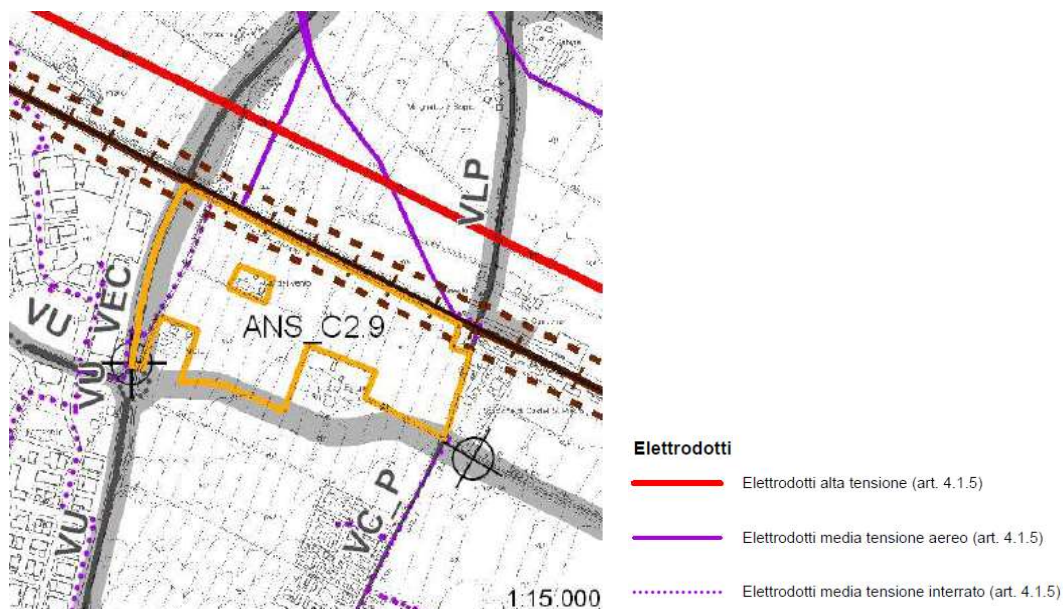 VLP
VEC
VU
ANS_C2.9
VU
VC_P
VU
1:15.000
Elettrodotti
Elettrodotti alta tensione (art. 4.1.5)
Elettrodotti media tensione aereo (art. 4.1.5)
Elettrodotti media tensione interrato (art. 4.1.5)